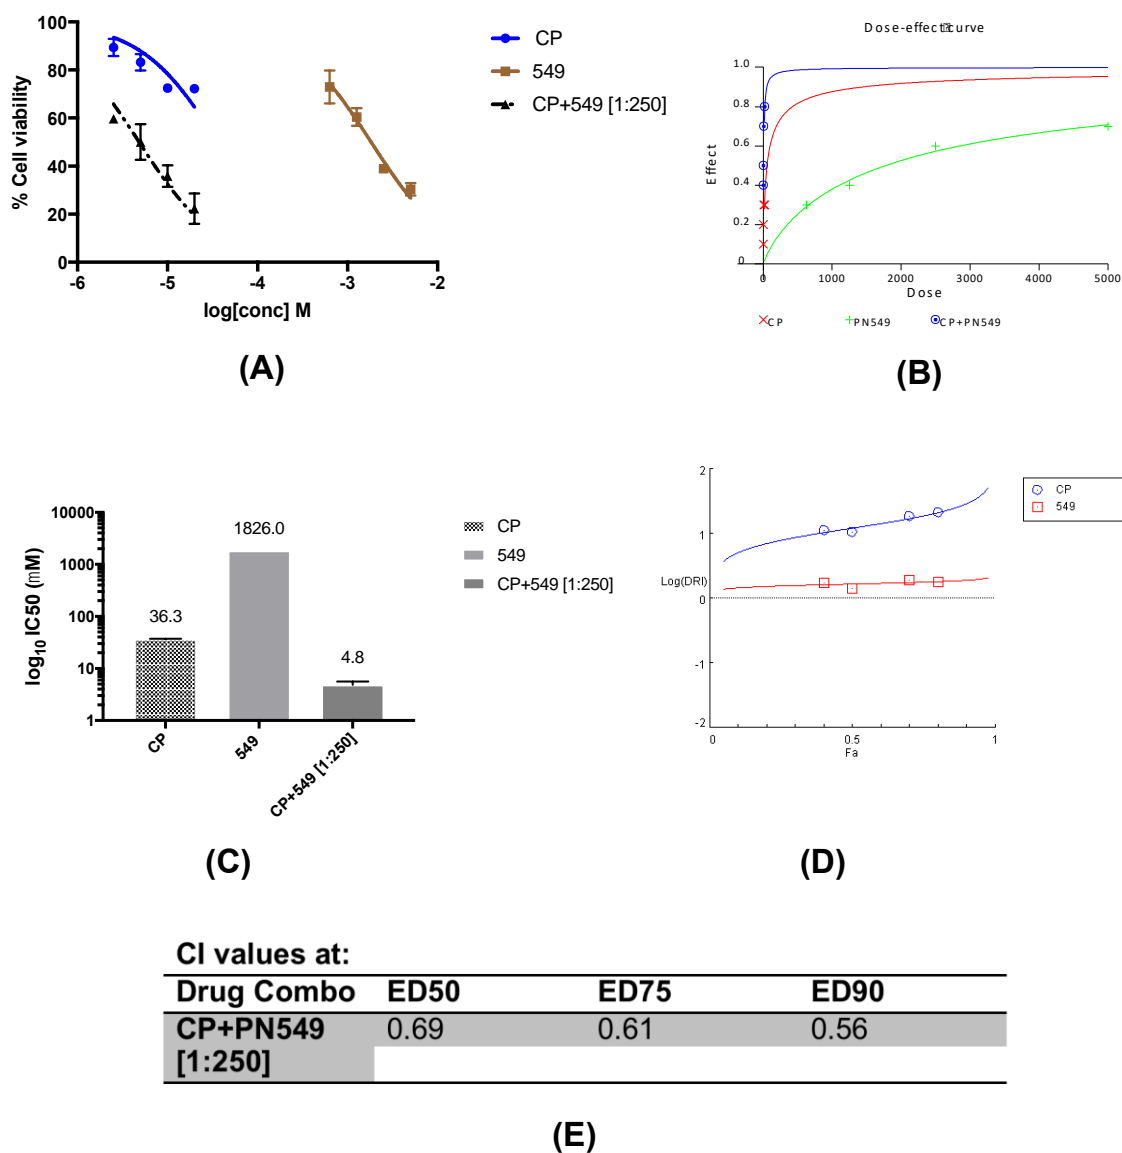 100
80
60
40
20
0
% Cell viability
-6
-5
-4
-3
-2
log[conc] M
CP
549
CP+549 [1:250]
(A)
Dose-effect curve
1.0
0.8
0.6
0.4
0.2
0
Effect
0
1000
2000
3000
4000
5000
Dose
CP
PN549
CP+PN549
(B)
10000
1000
100
10
1
log10 IC50 (mM)
36.3
1826.0
4.8
CP
549
CP+549 [1:250]
CP
549
CP+549 [1:250]
(C)
2
1
Log(DRI)
0
-1
-2
0
0.5
1
Fa
CP
549
(D)
CI values at:
Drug Combo ED50 ED75 ED90
CP+PN549 0.69 0.61 0.56
[1:250]
(E)